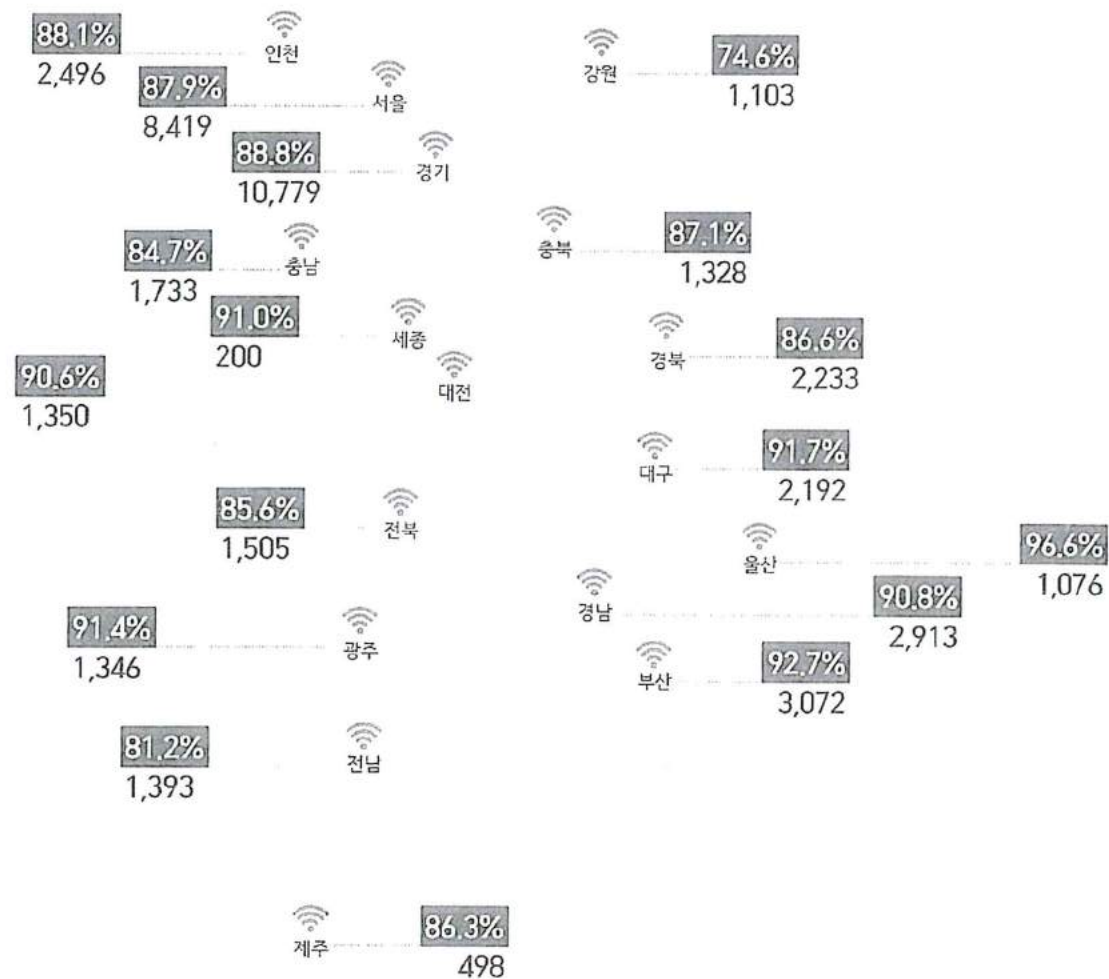 88.1%
인천
2,496
87.9%
서울
8,419
88.8%
경기
10,779
강원
74.6%
1,103
84.7%
충남
1,733
91.0%
세종
200
90.6%
대전
1,350
충북
87.1%
1,328
경북
86.6%
2,233
대구
91.7%
2,192
85.6%
전북
1,505
울산
96.6%
1,076
경남
90.8%
2,913
91.4%
광주
1,346
부산
92.7%
3,072
81.2%
전남
1,393
제주
86.3%
498